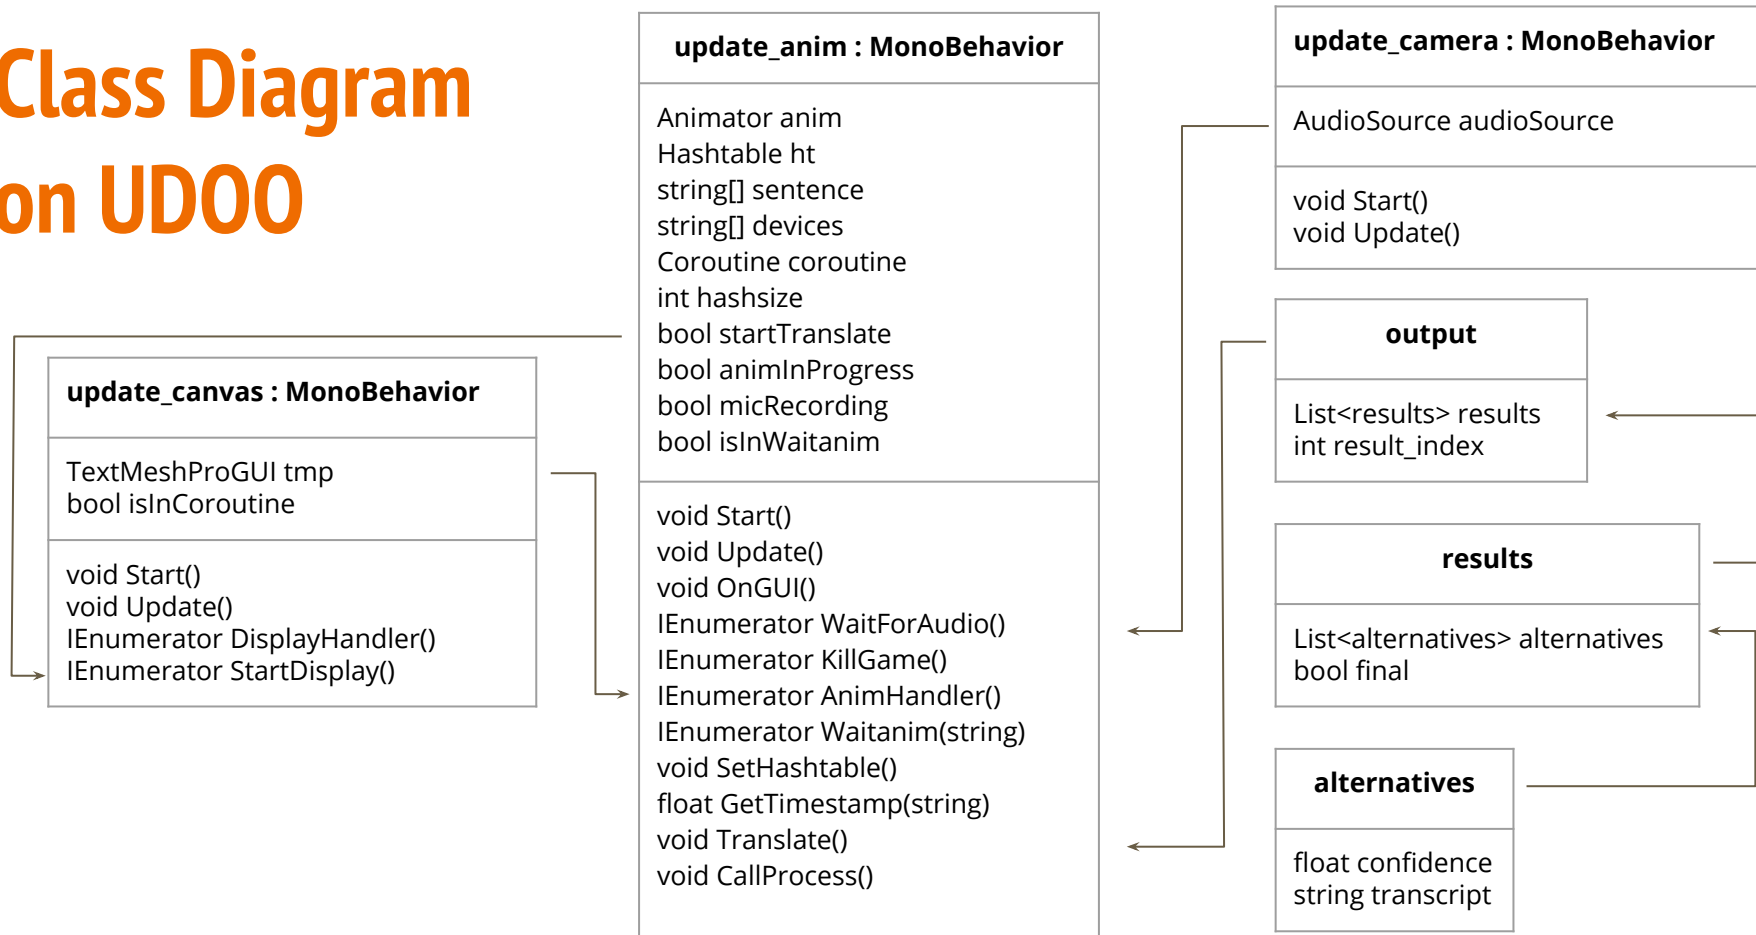 Class Diagram
on UDOO
update_anim : MonoBehavior
Animator anim
Hashtable ht
string[] sentence
string[] devices
Coroutine coroutine
int hashsize
bool startTranslate
bool animInProgress
bool micRecording
bool isInWaitanim
void Start()
void Update()
void OnGUI()
IEnumerator WaitForAudio()
IEnumerator KillGame()
IEnumerator AnimHandler()
IEnumerator Waitanim(string)
void SetHashtable()
float GetTimestamp(string)
void Translate()
void CallProcess()
update_canvas : MonoBehavior
TextMeshProGUI tmp
bool isInCoroutine
void Start()
void Update()
IEnumerator DisplayHandler()
IEnumerator StartDisplay()
update_camera : MonoBehavior
AudioSource audioSource
void Start()
void Update()
output
List<results> results
int result_index
results
List<alternatives> alternatives
bool final
alternatives
float confidence
string transcript